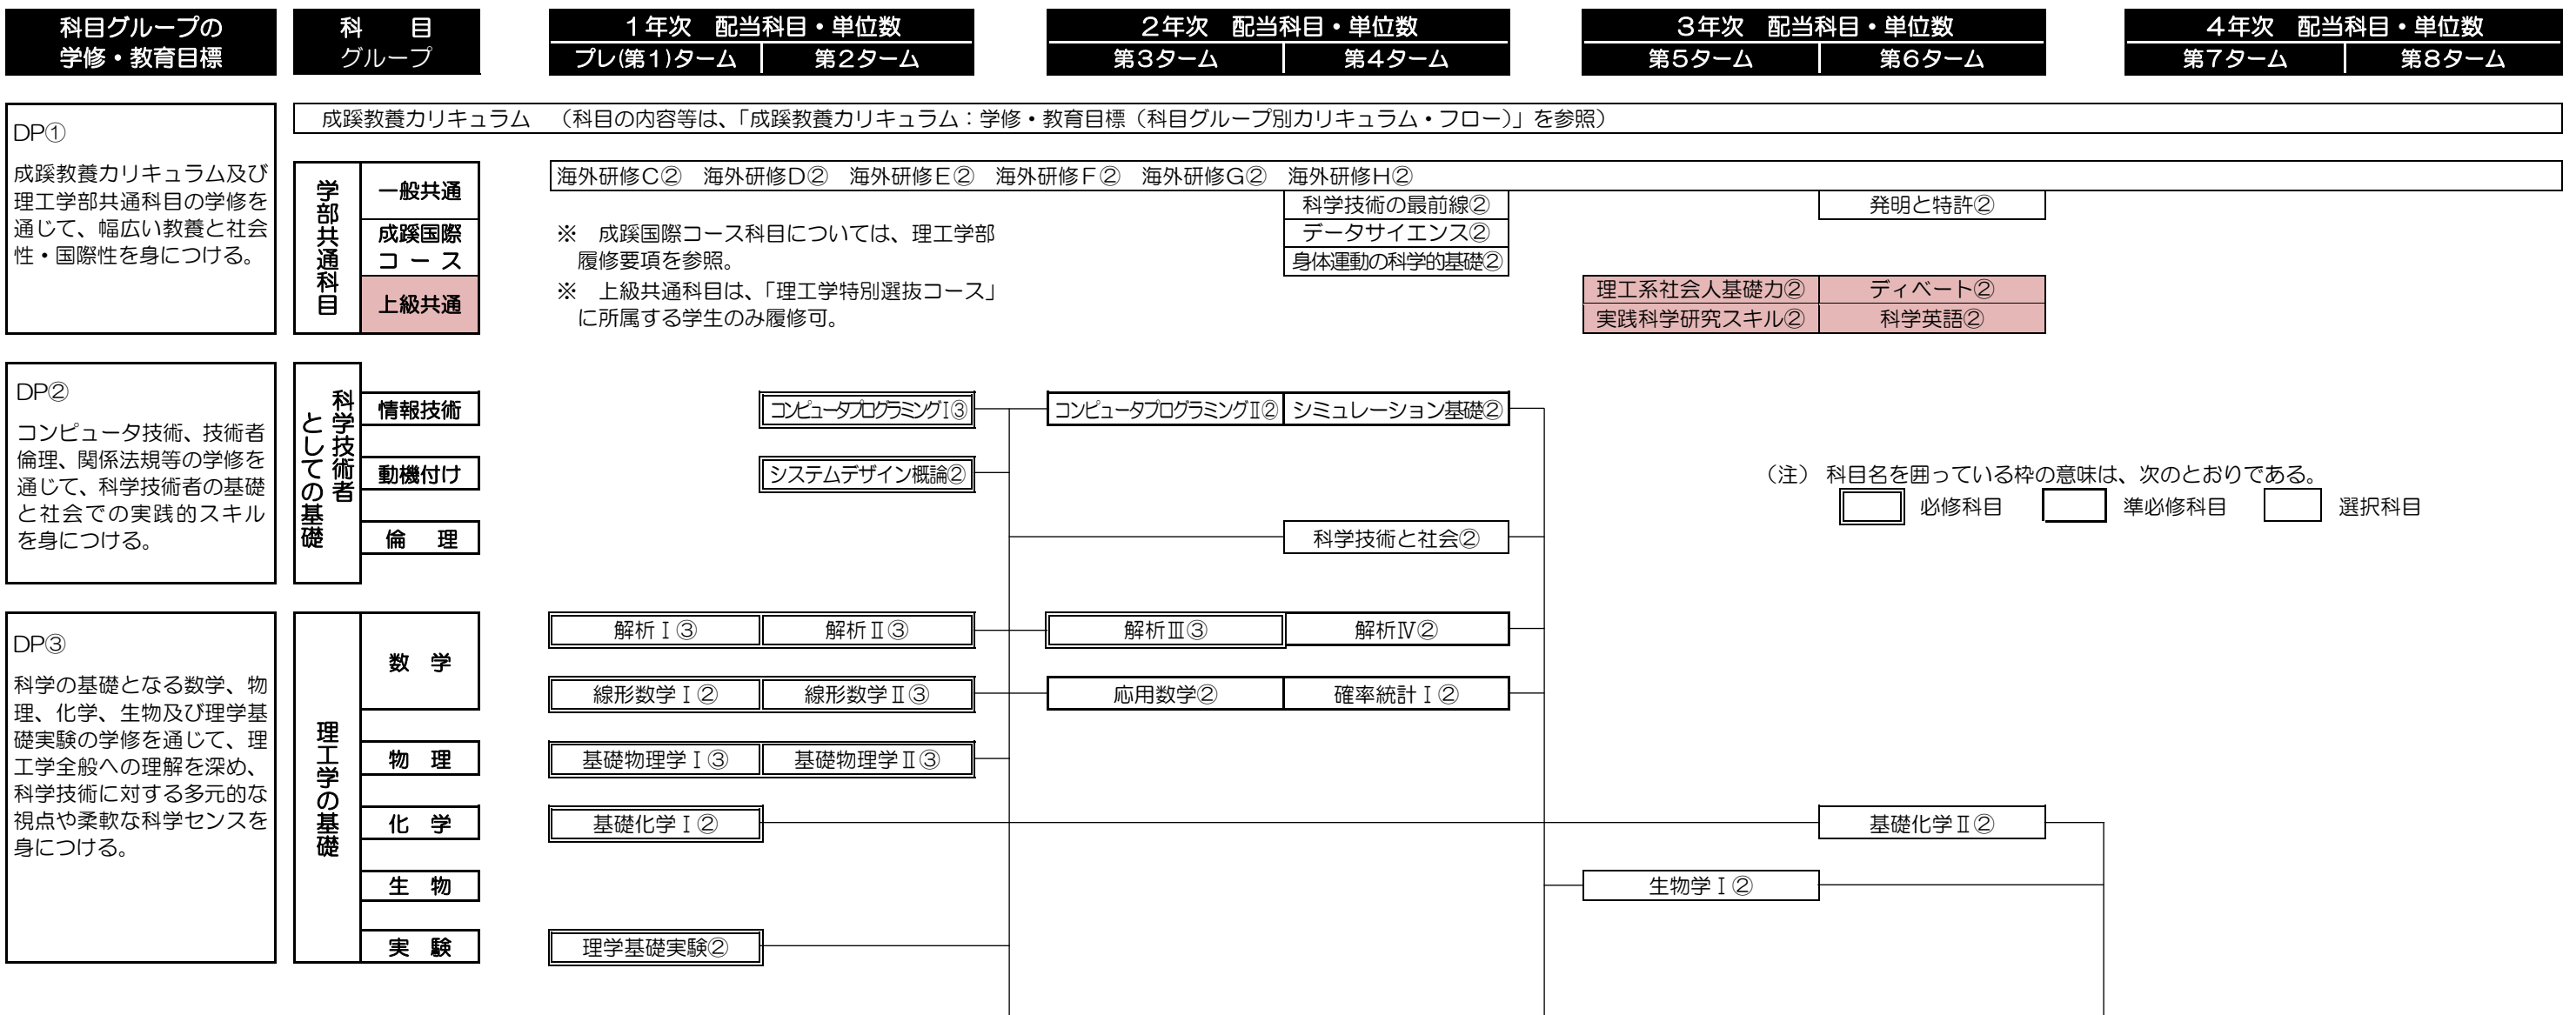 科目グループの
学修・教育目標
科　目
グループ
1年次　配当科目・単位数
プレ(第1)ターム　第2ターム
2年次　配当科目・単位数
第3ターム　第4ターム
3年次　配当科目・単位数
第5ターム　第6ターム
4年次　配当科目・単位数
第7ターム　第8ターム
DP①
成蹊教養カリキュラム及び
理工学部共通科目の学修を
通じて、幅広い教養と社会
性・国際性を身につける。
成蹊教養カリキュラム　（科目の内容等は、「成蹊教養カリキュラム：学修・教育目標（科目グループ別カリキュラム・フロー）」を参照）
学部共通科目
一般共通
成蹊国際
コース
上級共通
海外研修C②　海外研修D②　海外研修E②　海外研修F②　海外研修G②　海外研修H②
科学技術の最前線②
データサイエンス②
身体運動の科学的基礎②
発明と特許②
※　成蹊国際コース科目については、理工学部
履修要項を参照。
※　上級共通科目は、「理工学特別選抜コース」
に所属する学生のみ履修可。
理工系社会人基礎力②　ディベート②
実践科学研究スキル②　科学英語②
DP②
コンピュータ技術、技術者
倫理、関係法規等の学修を
通じて、科学技術者の基礎
と社会での実践的スキル
を身につける。
科学技術者
としての基礎
情報技術
コンピュータプログラミングⅠ③　コンピュータプログラミングⅡ②　シミュレーション基礎②
動機付け
システムデザイン概論②
倫　理
科学技術と社会②
（注）　科目名を囲っている枠の意味は、次のとおりである。
必修科目　準必修科目　選択科目
DP③
科学の基礎となる数学、物
理、化学、生物及び理学基
礎実験の学修を通じて、理
工学全般への理解を深め、
科学技術に対する多元的な
視点や柔軟な科学センスを
身につける。
理工学の基礎
数　学
解析Ⅰ③　解析Ⅱ③　解析Ⅲ③　解析Ⅳ②
線形数学Ⅰ②　線形数学Ⅱ③　応用数学②　確率統計Ⅰ②
物　理
基礎物理学Ⅰ③　基礎物理学Ⅱ③
化　学
基礎化学Ⅰ②　基礎化学Ⅱ②
生　物
生物学Ⅰ②
実　験
理学基礎実験②